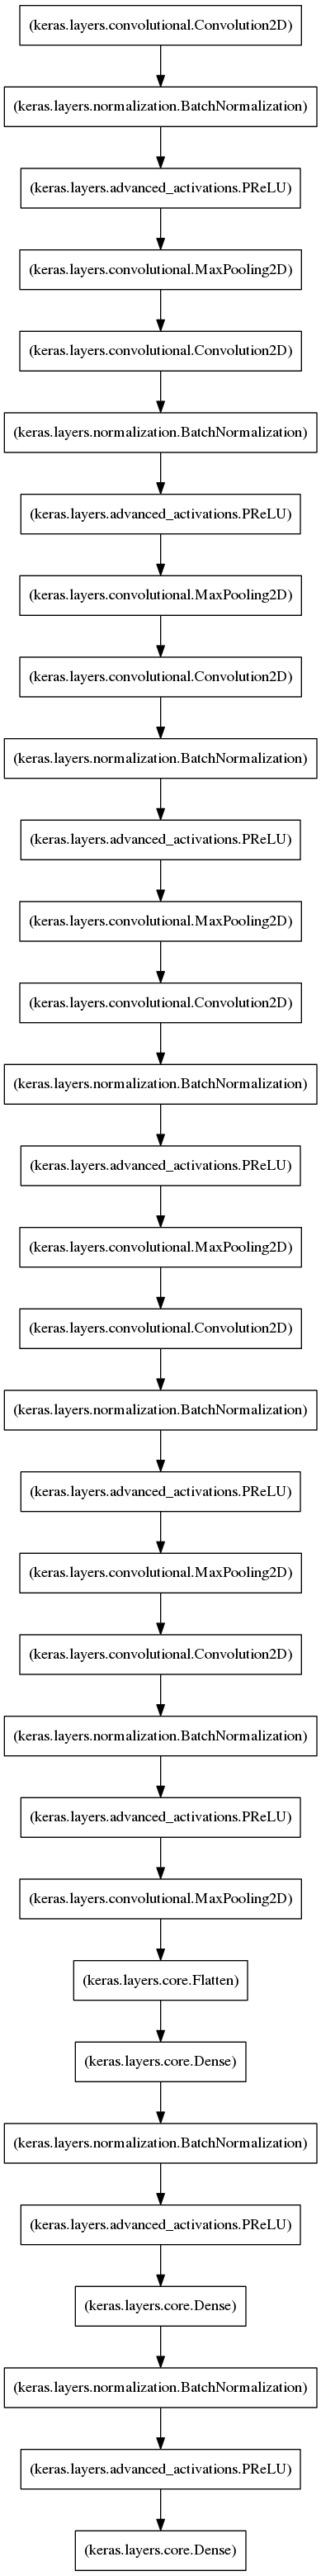 (keras.layers.convolutional.Convolution2D)
(keras.layers.normalization.BatchNormalization)
(keras.layers.advanced_activations.PReLU)
(keras.layers.convolutional.MaxPooling2D)
(keras.layers.convolutional.Convolution2D)
(keras.layers.normalization.BatchNormalization)
(keras.layers.advanced_activations.PReLU)
(keras.layers.convolutional.MaxPooling2D)
(keras.layers.convolutional.Convolution2D)
(keras.layers.normalization.BatchNormalization)
(keras.layers.advanced_activations.PReLU)
(keras.layers.convolutional.MaxPooling2D)
(keras.layers.convolutional.Convolution2D)
(keras.layers.normalization.BatchNormalization)
(keras.layers.advanced_activations.PReLU)
(keras.layers.convolutional.MaxPooling2D)
(keras.layers.convolutional.Convolution2D)
(keras.layers.normalization.BatchNormalization)
(keras.layers.advanced_activations.PReLU)
(keras.layers.convolutional.MaxPooling2D)
(keras.layers.convolutional.Convolution2D)
(keras.layers.normalization.BatchNormalization)
(keras.layers.advanced_activations.PReLU)
(keras.layers.convolutional.MaxPooling2D)
(keras.layers.core.Flatten)
(keras.layers.core.Dense)
(keras.layers.normalization.BatchNormalization)
(keras.layers.advanced_activations.PReLU)
(keras.layers.core.Dense)
(keras.layers.normalization.BatchNormalization)
(keras.layers.advanced_activations.PReLU)
(keras.layers.core.Dense)